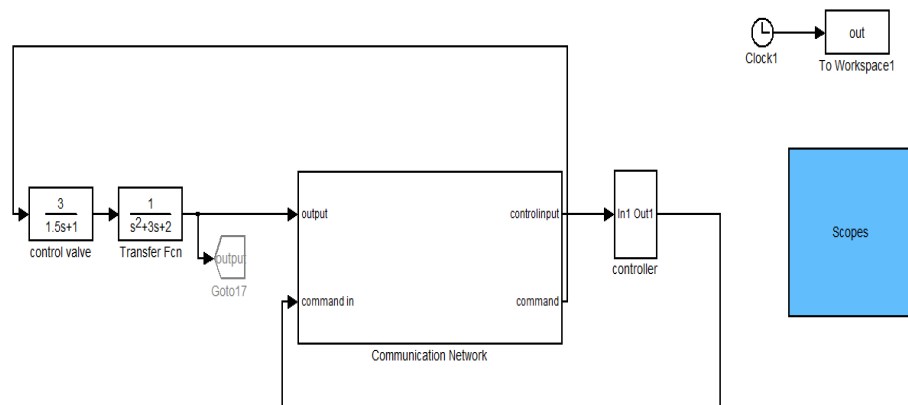 out
Clock1
To Workspace1
3
1.5s+1
control valve
1
s²+3s+2
Transfer Fcn
output
Goto17
output
command in
controlinput
command
Communication Network
In1 Out1
controller
Scopes